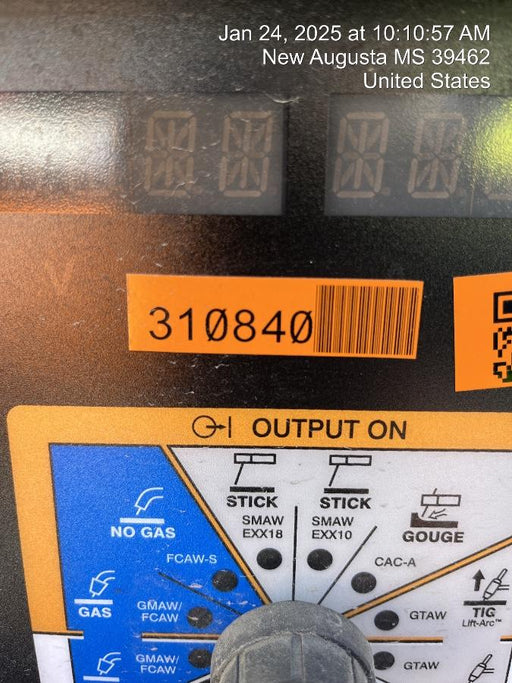 Jan 24, 2025 at 10:10:57 AM
New Augusta MS 39462
United States
V
310840
OUTPUT ON
STICK
SMAW
EXX18
STICK
SMAW
EXX10
GOUGE
CAC-A
NO GAS
FCAW-S
GAS
GMAW/
FCAW
TIG
Lift-Arc™
GTAW
GMAW/
FCAW
GTAW